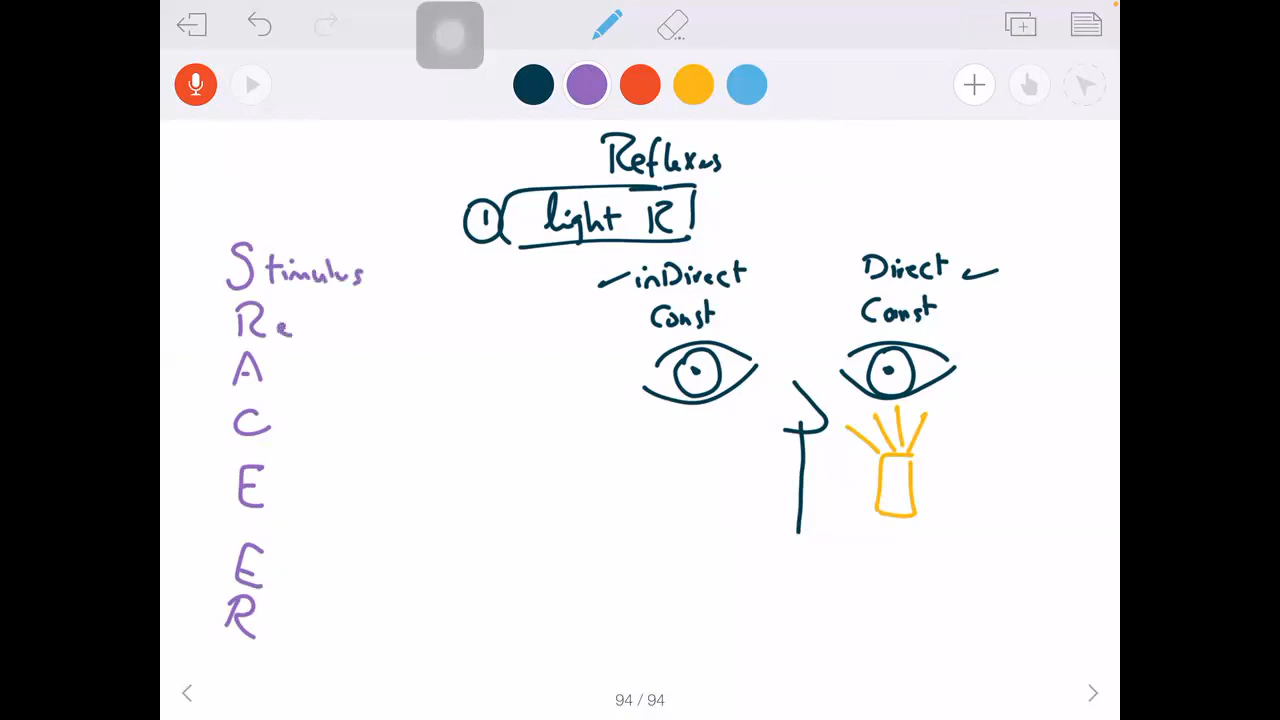 Reflexes
1 light R
Stimulus
Re
A
C
E
E
R
inDirect
Const
Direct
Const
94 / 94